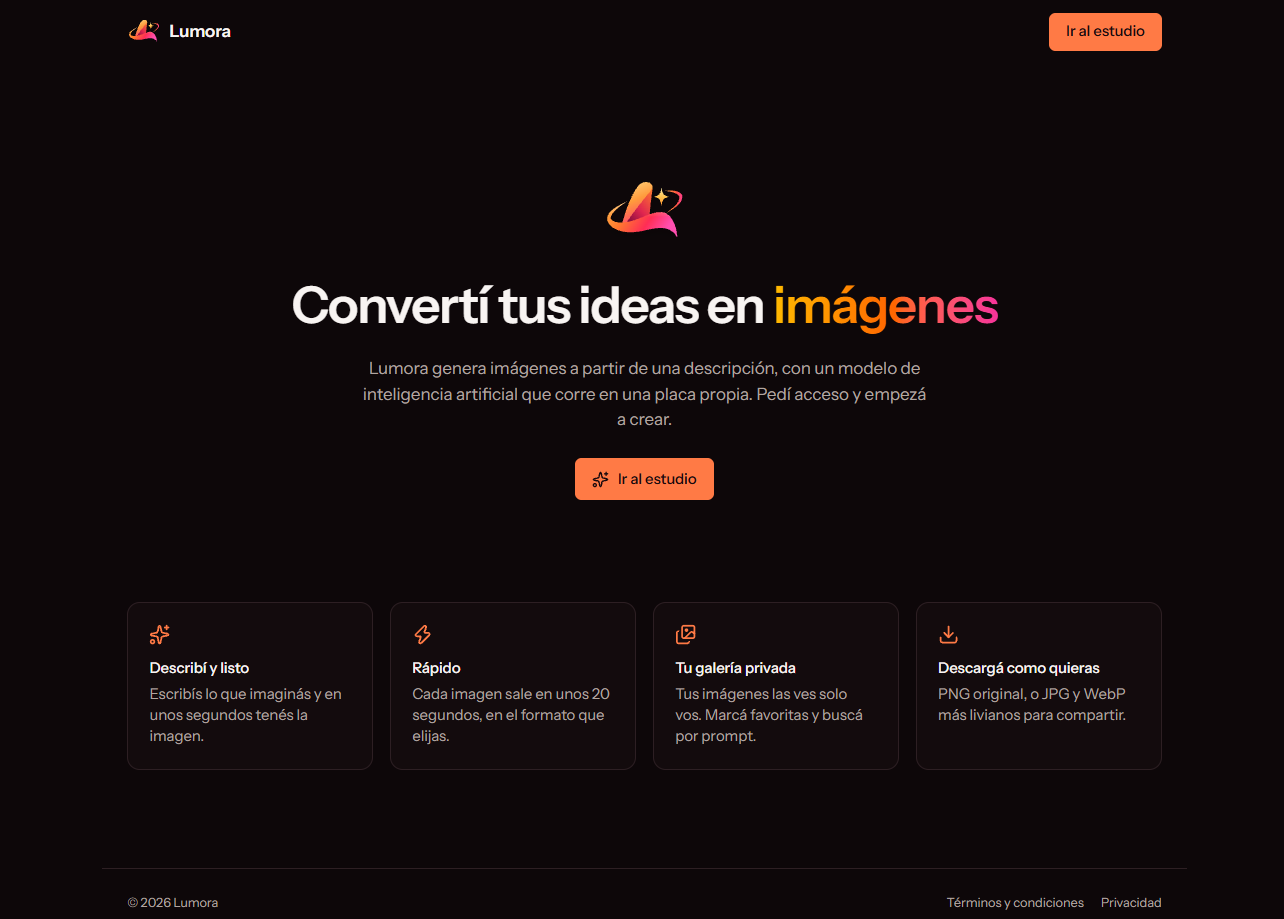 Lumora
Ir al estudio
Convertí tus ideas en imágenes
Lumora genera imágenes a partir de una descripción, con un modelo de
inteligencia artificial que corre en una placa propia. Pedí acceso y empezá
a crear.
Ir al estudio
Describí y listo
Escribís lo que imaginás y en
unos segundos tenés la
imagen.
Rápido
Cada imagen sale en unos 20
segundos, en el formato que
elijas.
Tu galería privada
Tus imágenes las ves solo
vos. Marcá favoritas y buscá
por prompt.
Descargá como quieras
PNG original, o JPG y WebP
más livianos para compartir.
© 2026 Lumora
Términos y condiciones
Privacidad